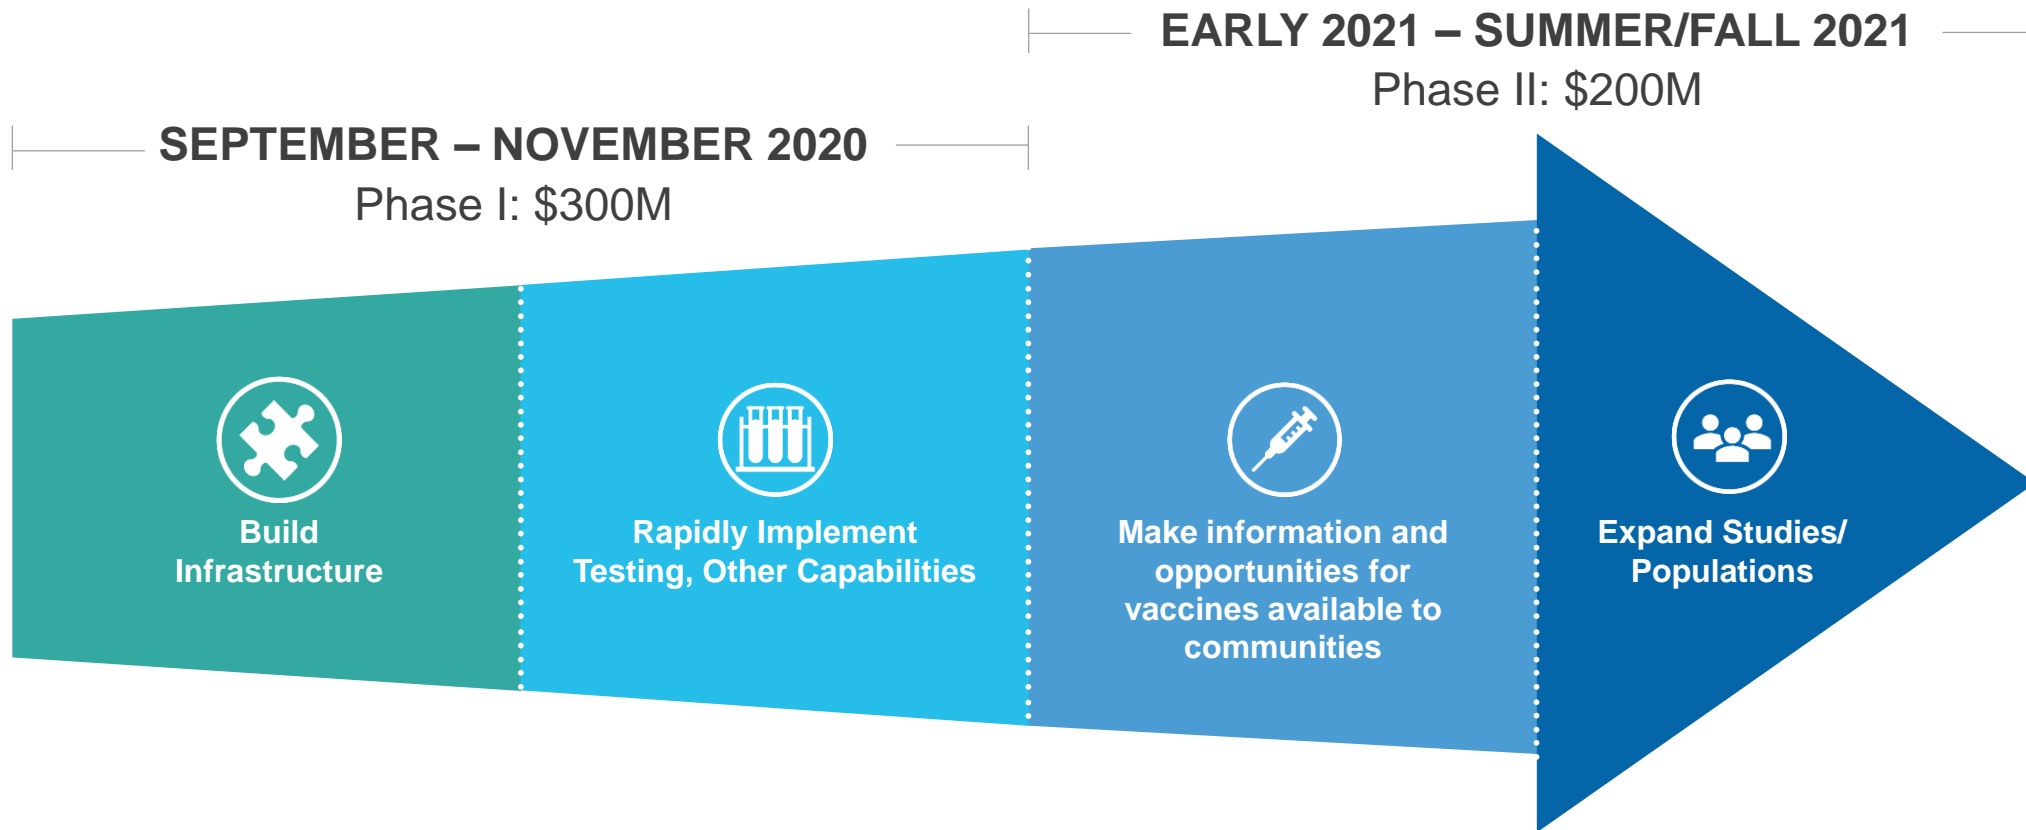 EARLY 2021 – SUMMER/FALL 2021
Phase II: $200M
SEPTEMBER – NOVEMBER 2020
Phase I: $300M
Build
Infrastructure
Rapidly Implement
Testing, Other Capabilities
Make information and
opportunities for
vaccines available to
communities
Expand Studies/
Populations